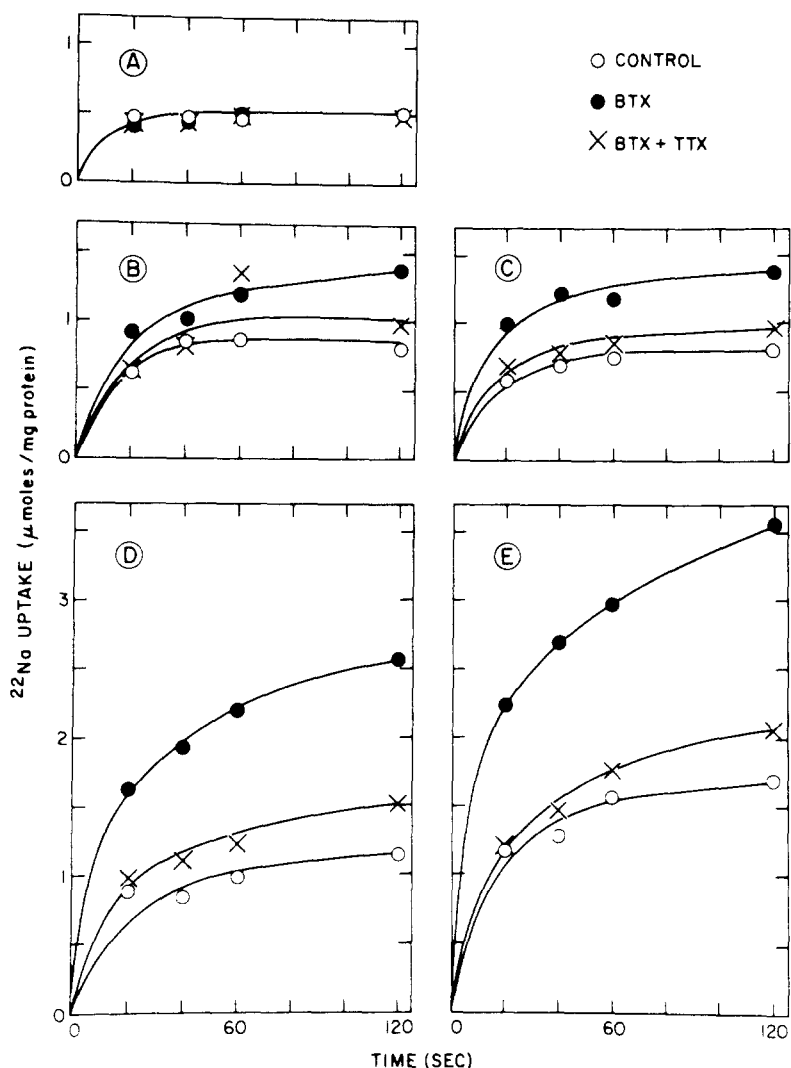 A
1
0
○ CONTROL
● BTX
× BTX + TTX
B
1
0
C
²²Na UPTAKE (μmoles/mg protein)
D
3
2
1
0
0
60
120
E
0
60
120
TIME (SEC)